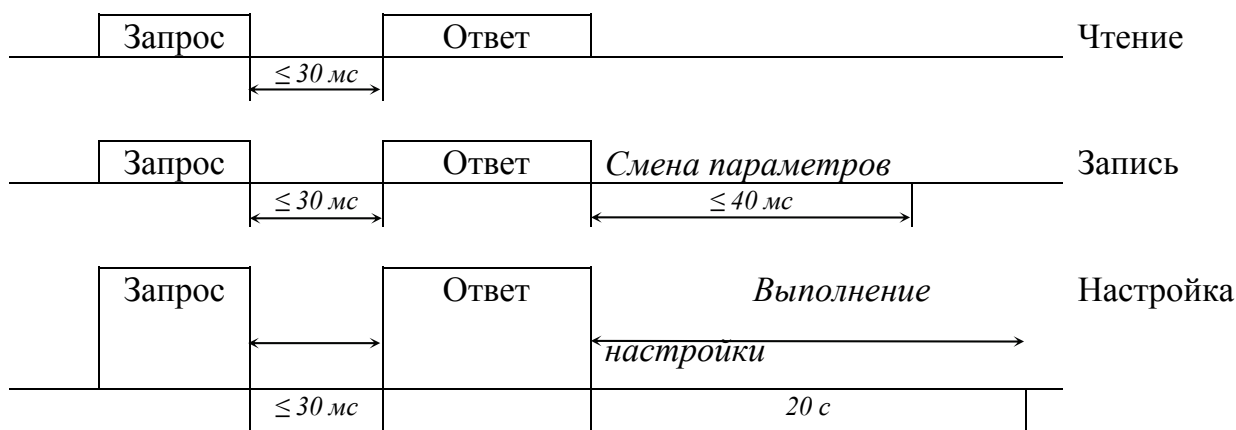 Запрос Ответ Чтение
≤ 30 мс
Запрос Ответ Смена параметров Запись
≤ 30 мс ≤ 40 мс
Запрос Ответ Выполнение Настройка
настройки
≤ 30 мс 20 с